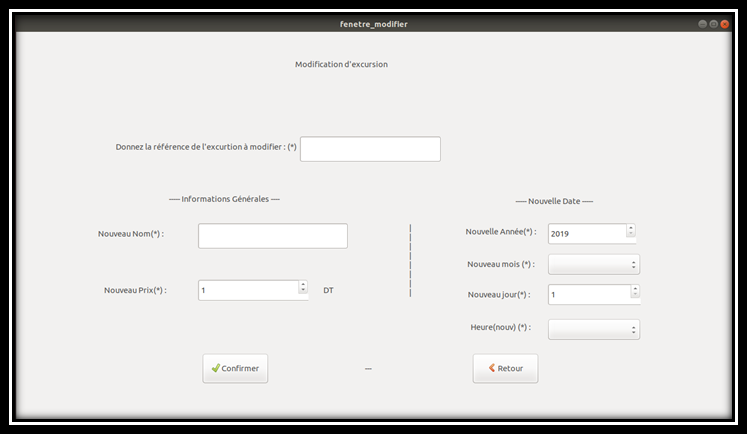 fenetre_modifier
Modification d'excursion
Donnez la référence de l'excurtion à modifier : (*)
---- Informations Générales ----
---- Nouvelle Date ----
Nouveau Nom(*) :
Nouvelle Année(*) : 2019
Nouveau mois (*) :
Nouveau Prix(*) : 1 DT
Nouveau jour(*) : 1
Heure(nouv) (*) :
Confirmer
---
Retour